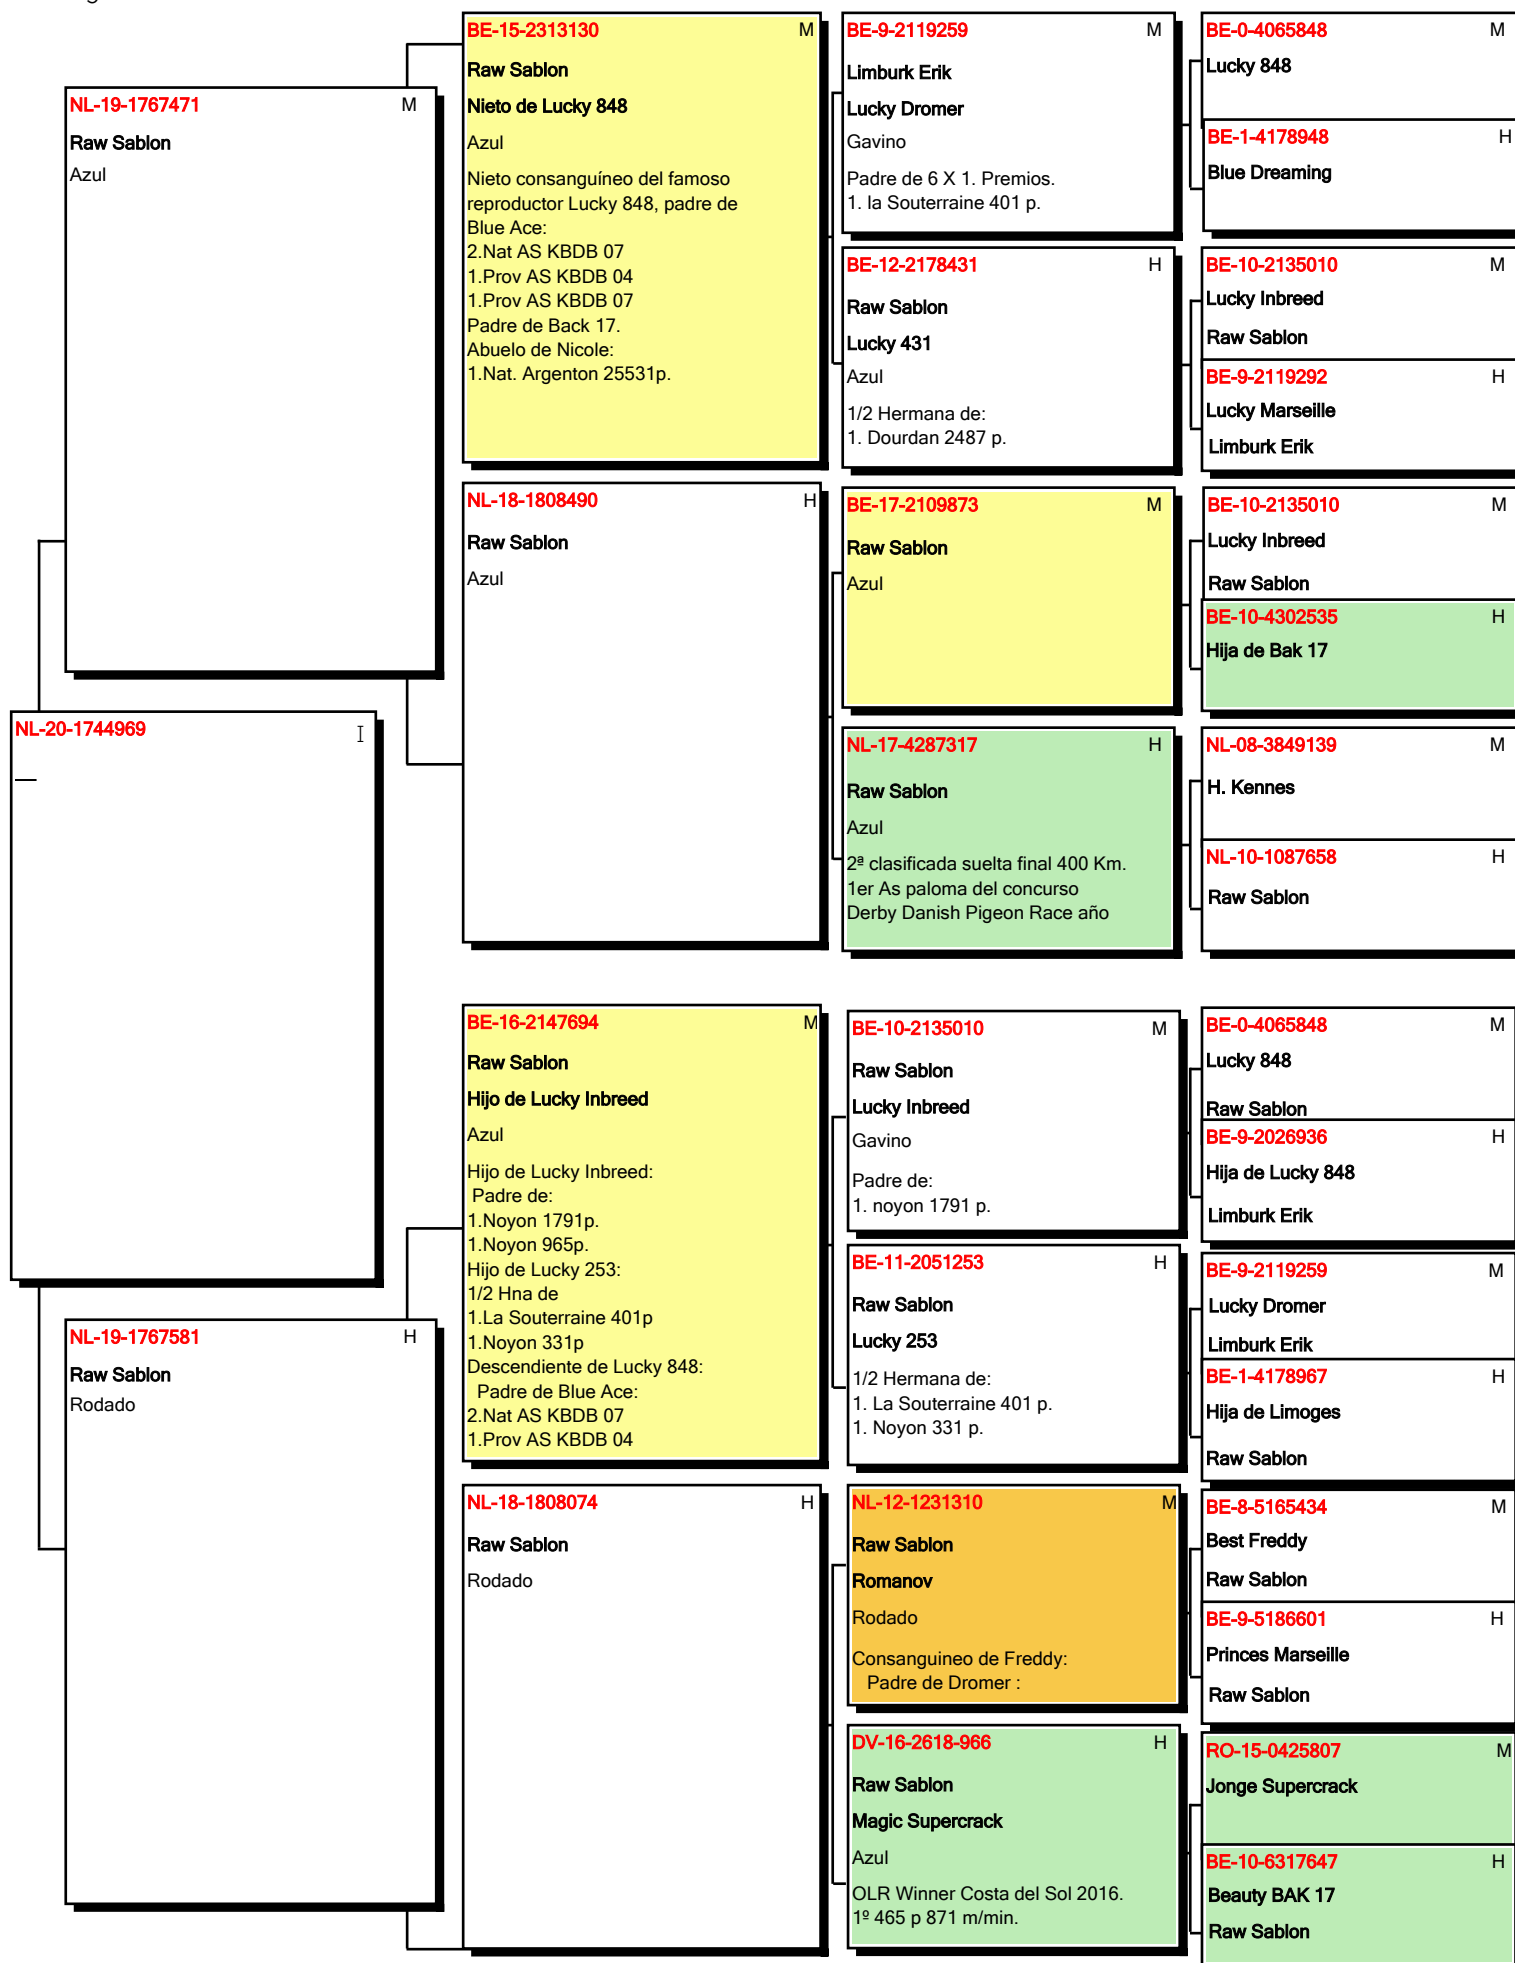 NL-20-1744969 I
NL-19-1767471 M
Raw Sablon
Azul
NL-19-1767581 H
Raw Sablon
Rodado
BE-15-2313130 M
Raw Sablon
Nieto de Lucky 848
Azul
Nieto consanguíneo del famoso
reproductor Lucky 848, padre de
Blue Ace:
2.Nat AS KBDB 07
1.Prov AS KBDB 04
1.Prov AS KBDB 07
Padre de Back 17.
Abuelo de Nicole:
1.Nat. Argenton 25531p.
NL-18-1808490 H
Raw Sablon
Azul
BE-16-2147694 M
Raw Sablon
Hijo de Lucky Inbreed
Azul
Hijo de Lucky Inbreed:
Padre de:
1.Noyon 1791p.
1.Noyon 965p.
Hijo de Lucky 253:
1/2 Hna de
1.La Souterraine 401p
1.Noyon 331p
Descendiente de Lucky 848:
Padre de Blue Ace:
2.Nat AS KBDB 07
1.Prov AS KBDB 04
NL-18-1808074 H
Raw Sablon
Rodado
BE-9-2119259 M
Limburk Erik
Lucky Dromer
Gavino
Padre de 6 X 1. Premios.
1. la Souterraine 401 p.
BE-12-2178431 H
Raw Sablon
Lucky 431
Azul
1/2 Hermana de:
1. Dourdan 2487 p.
BE-17-2109873 M
Raw Sablon
Azul
NL-17-4287317 H
Raw Sablon
Azul
2ª clasificada suelta final 400 Km.
1er As paloma del concurso
Derby Danish Pigeon Race año
BE-10-2135010 M
Raw Sablon
Lucky Inbreed
Gavino
Padre de:
1. noyon 1791 p.
BE-11-2051253 H
Raw Sablon
Lucky 253
1/2 Hermana de:
1. La Souterraine 401 p.
1. Noyon 331 p.
NL-12-1231310 M
Raw Sablon
Romanov
Rodado
Consanguineo de Freddy:
Padre de Dromer :
DV-16-2618-966 H
Raw Sablon
Magic Supercrack
Azul
OLR Winner Costa del Sol 2016.
1º 465 p 871 m/min.
BE-0-4065848 M
Lucky 848
BE-1-4178948 H
Blue Dreaming
BE-10-2135010 M
Lucky Inbreed
Raw Sablon
BE-9-2119292 H
Lucky Marseille
Limburk Erik
BE-10-2135010 M
Lucky Inbreed
Raw Sablon
BE-10-4302535 H
Hija de Bak 17
NL-08-3849139 M
H. Kennes
NL-10-1087658 H
Raw Sablon
BE-0-4065848 M
Lucky 848
Raw Sablon
BE-9-2026936 H
Hija de Lucky 848
Limburk Erik
BE-9-2119259 M
Lucky Dromer
Limburk Erik
BE-1-4178967 H
Hija de Limoges
Raw Sablon
BE-8-5165434 M
Best Freddy
Raw Sablon
BE-9-5186601 H
Princes Marseille
Raw Sablon
RO-15-0425807 M
Jonge Supercrack
BE-10-6317647 H
Beauty BAK 17
Raw Sablon